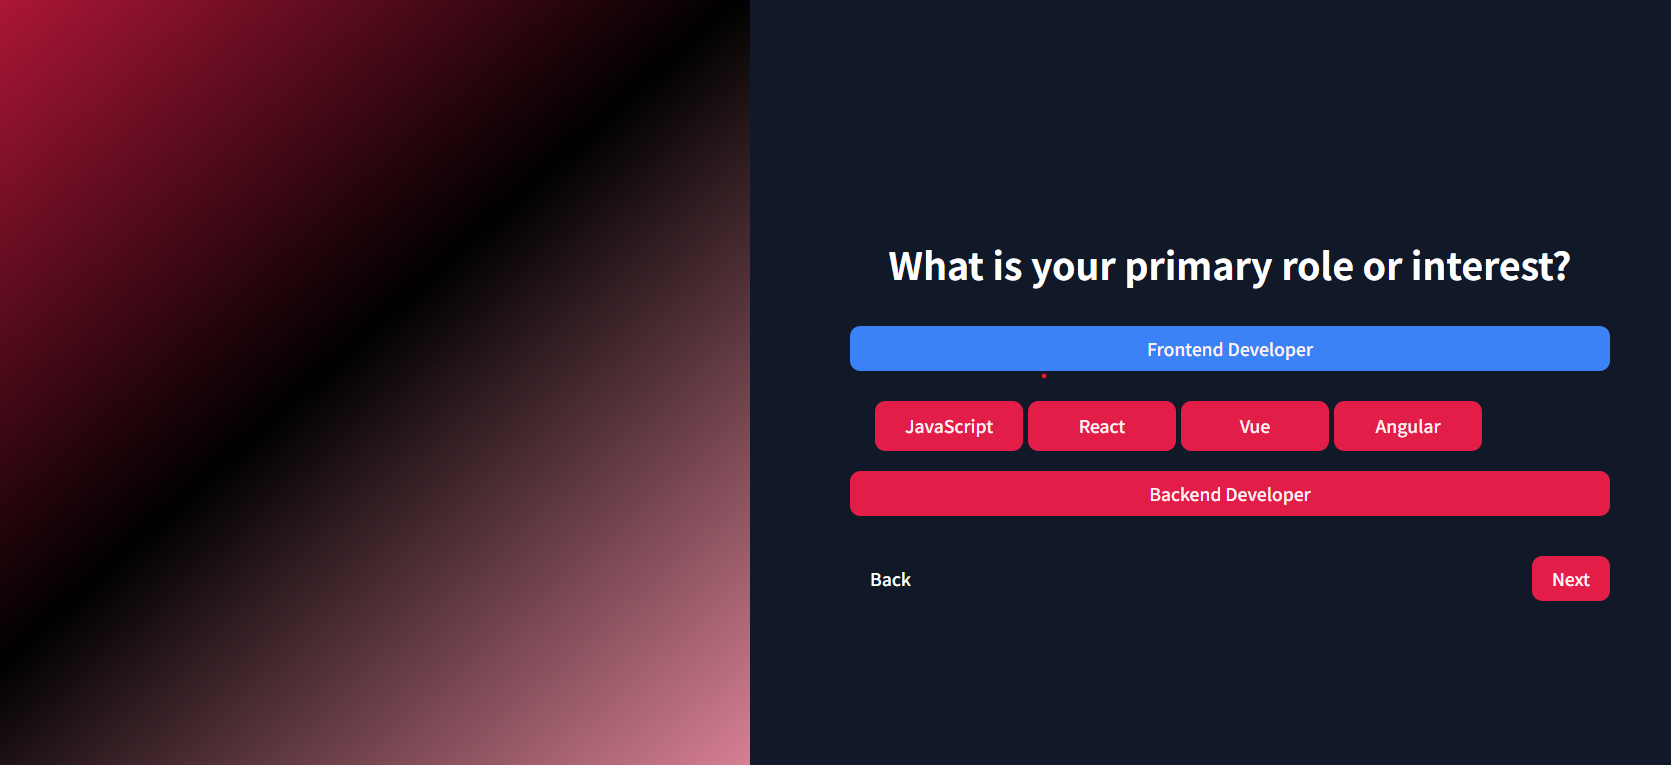 What is your primary role or interest?
Frontend Developer
JavaScript React Vue Angular
Backend Developer
Back Next